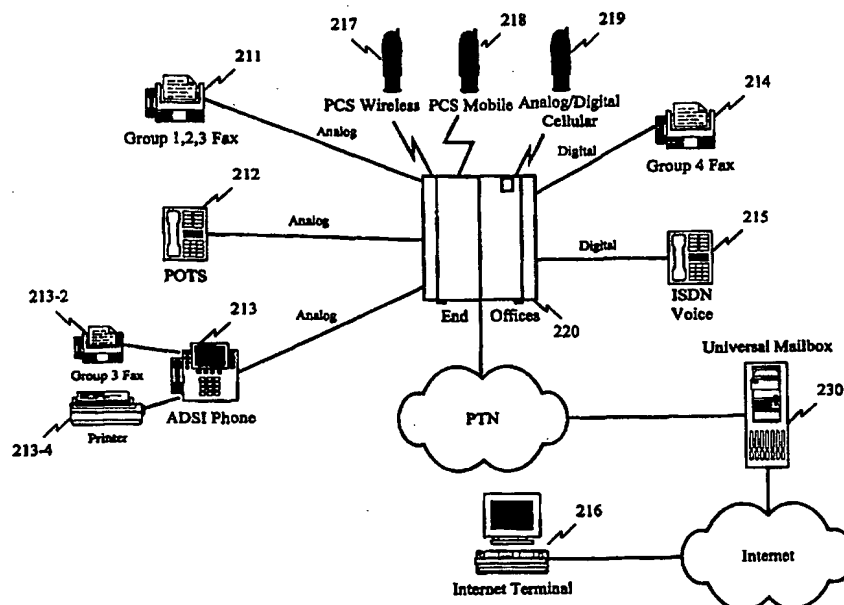 217
218
219
211
214
PCS Wireless
PCS Mobile
Analog/Digital
Cellular
Group 1,2,3 Fax
Analog
Digital
Group 4 Fax
212
215
Analog
Digital
POTS
ISDN
Voice
213-2
213
Analog
End
Offices
220
Universal Mailbox
Group 3 Fax
ADSI Phone
PTN
230
213-4
Printer
216
Internet
Internet Terminal